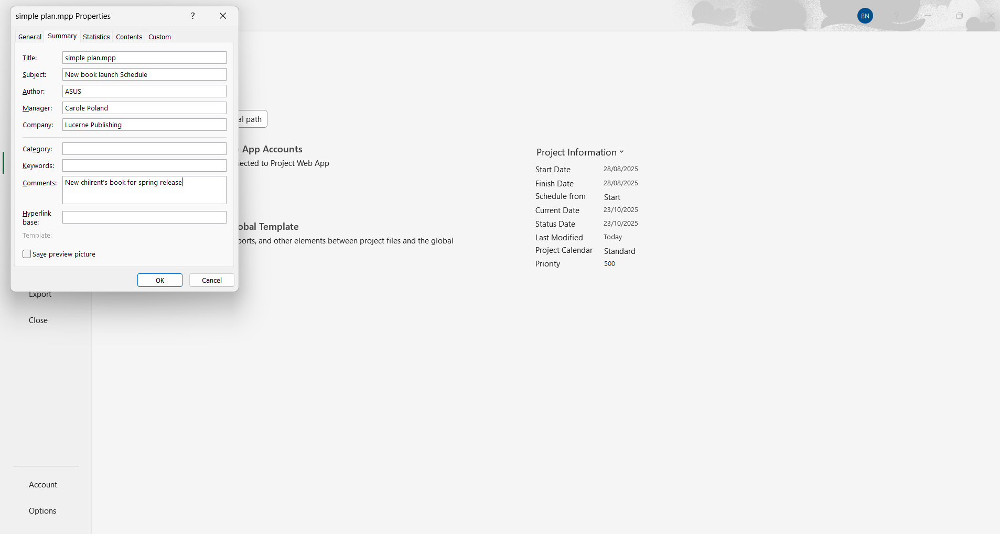 simple plan.mpp Properties
?
BN
?
General Summary Statistics Contents Custom
Title: simple plan.mpp
Subject: New book launch Schedule
Author: ASUS
Manager: Carole Poland
Company: Lucerne Publishing
Category:
Keywords:
Comments: New chilrent's book for spring release
Hyperlink
base:
Template:
Save preview picture
OK Cancel
al path
App Accounts
ected to Project Web App
obal Template
ports, and other elements between project files and the global
Project Information
Start Date 28/08/2025
Finish Date 28/08/2025
Schedule from Start
Current Date 23/10/2025
Status Date 23/10/2025
Last Modified Today
Project Calendar Standard
Priority 500
Export
Close
Account
Options